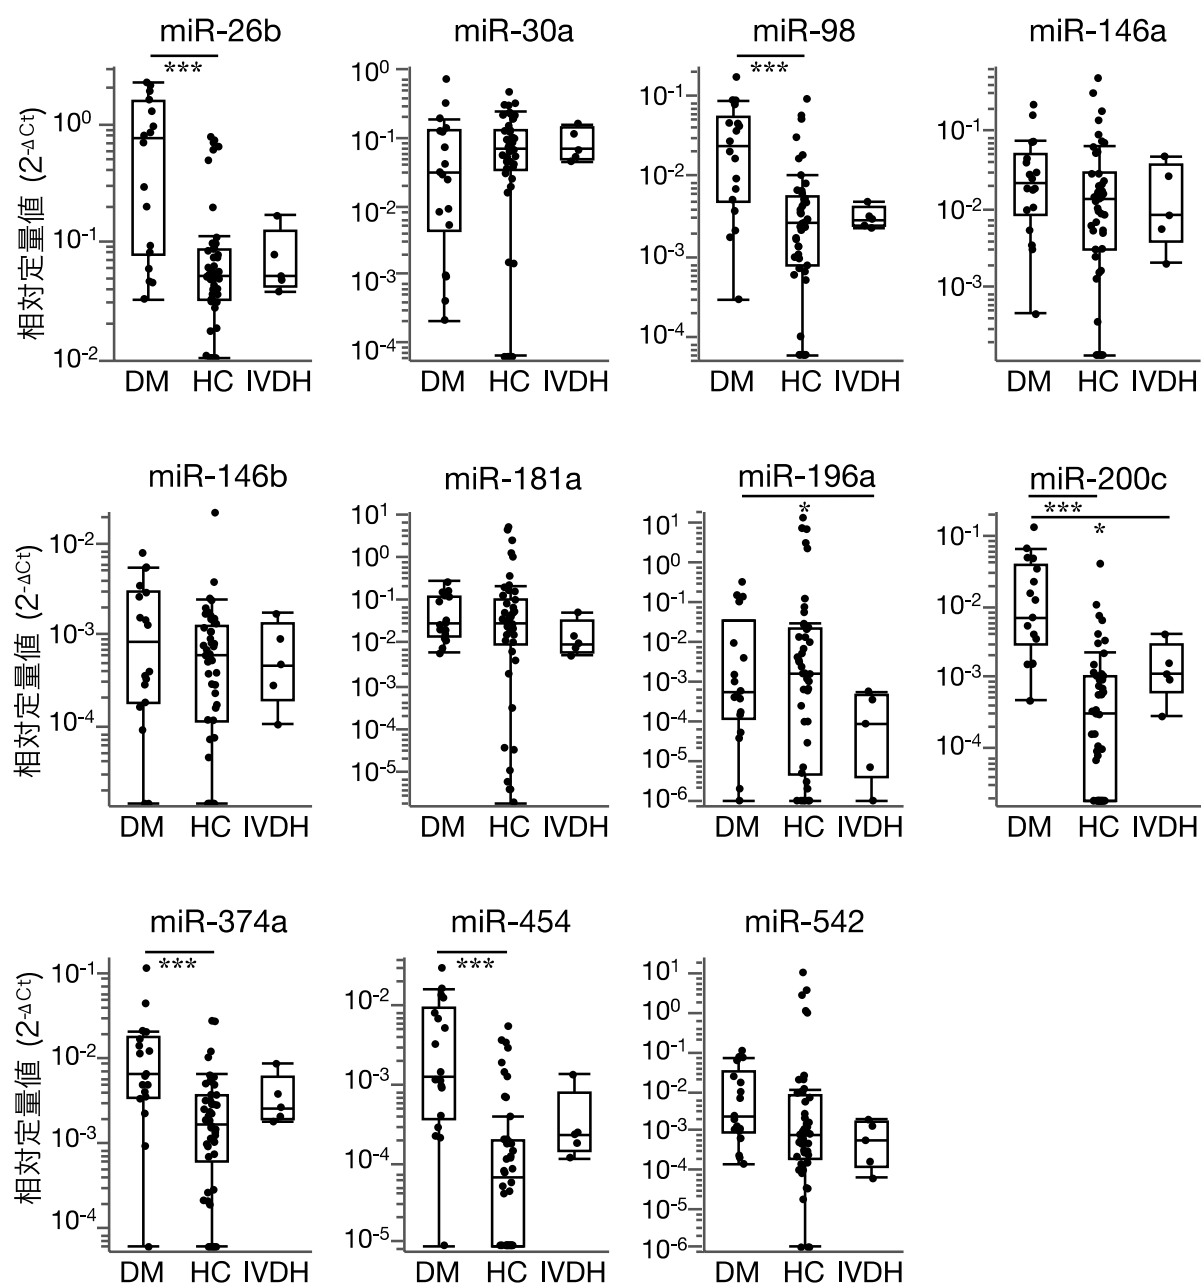 miR-26b
miR-30a
miR-98
miR-146a
***
***
相対定量値 (2-ΔCt)
10⁰
10⁻¹
10⁻²
10⁰
10⁻¹
10⁻²
10⁻³
10⁻⁴
10⁻¹
10⁻²
10⁻³
10⁻⁴
10⁻¹
10⁻²
10⁻³
DM HC IVDH
DM HC IVDH
DM HC IVDH
DM HC IVDH
miR-146b
miR-181a
miR-196a
miR-200c
*
***
*
相対定量値 (2-ΔCt)
10⁻²
10⁻³
10⁻⁴
10¹
10⁰
10⁻¹
10⁻²
10⁻³
10⁻⁴
10⁻⁵
10¹
10⁰
10⁻¹
10⁻²
10⁻³
10⁻⁴
10⁻⁵
10⁻⁶
10⁻¹
10⁻²
10⁻³
10⁻⁴
DM HC IVDH
DM HC IVDH
DM HC IVDH
DM HC IVDH
miR-374a
miR-454
miR-542
***
***
相対定量値 (2-ΔCt)
10⁻¹
10⁻²
10⁻³
10⁻⁴
10⁻²
10⁻³
10⁻⁴
10⁻⁵
10¹
10⁰
10⁻¹
10⁻²
10⁻³
10⁻⁴
10⁻⁵
10⁻⁶
DM HC IVDH
DM HC IVDH
DM HC IVDH